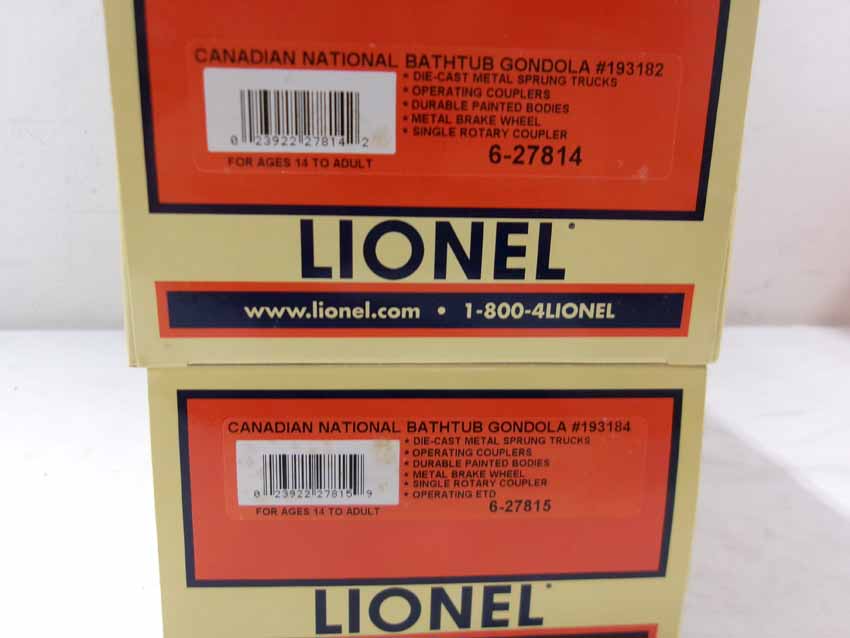 CANADIAN NATIONAL BATHTUB GONDOLA #193182
* DIE-CAST METAL SPRUNG TRUCKS
* OPERATING COUPLERS
* DURABLE PAINTED BODIES
* METAL BRAKE WHEEL
* SINGLE ROTARY COUPLER
0 23922 27814 2
FOR AGES 14 TO ADULT
6-27814
LIONEL
www.lionel.com • 1-800-4LIONEL
CANADIAN NATIONAL BATHTUB GONDOLA #193184
* DIE-CAST METAL SPRUNG TRUCKS
* OPERATING COUPLERS
* DURABLE PAINTED BODIES
* METAL BRAKE WHEEL
* SINGLE ROTARY COUPLER
* OPERATING ETD
0 23922 27815 9
FOR AGES 14 TO ADULT
6-27815
LIONEL